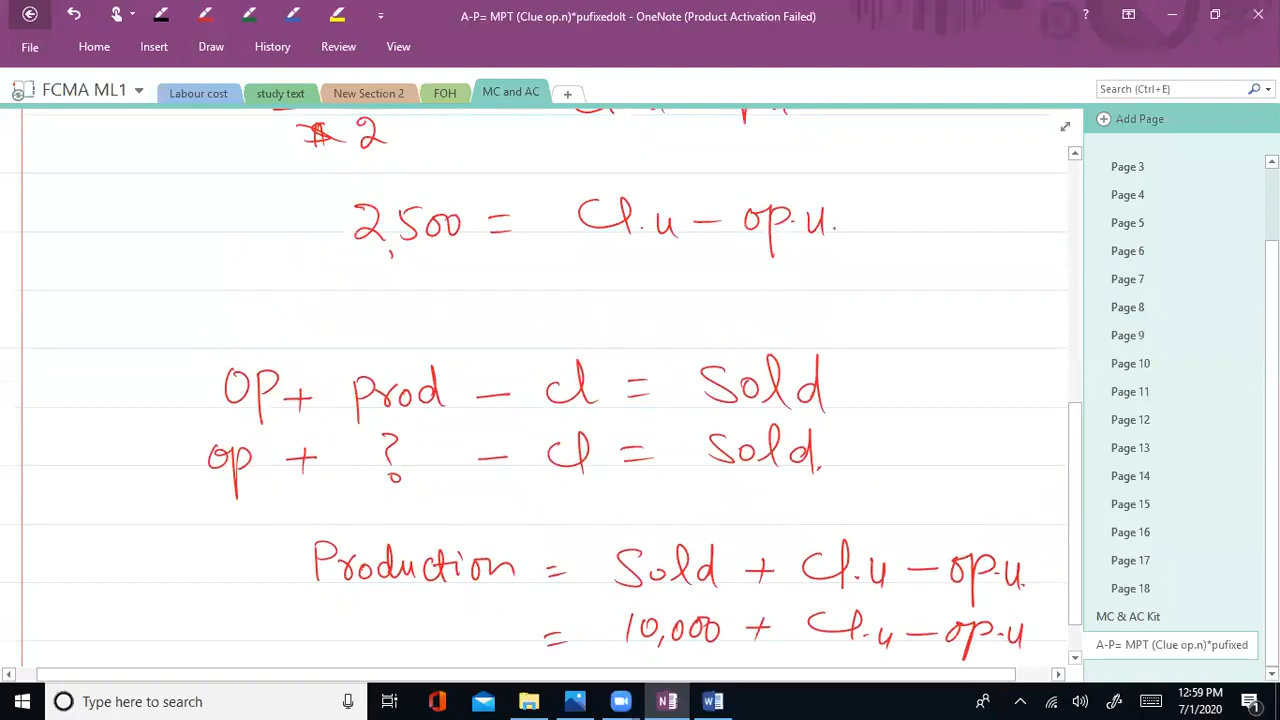 A-P= MPT (Clue op.n)*pufixedolt - OneNote (Product Activation Failed)
?
File Home Insert Draw History Review View
FCMA ML1 Labour cost study text New Section 2 FOH MC and AC + Search (Ctrl+E)
Add Page
2
2,500 = Cl.u - op.u.
OP + prod - cl = Sold
op + ? - cl = Sold.
Production = Sold + Cl.u - op.u.
= 10,000 + Cl.u - op.u
Page 3
Page 4
Page 5
Page 6
Page 7
Page 8
Page 9
Page 10
Page 11
Page 12
Page 13
Page 14
Page 15
Page 16
Page 17
Page 18
MC & AC Kit
A-P= MPT (Clue op.n)*pufixed
Type here to search
12:59 PM
7/1/2020